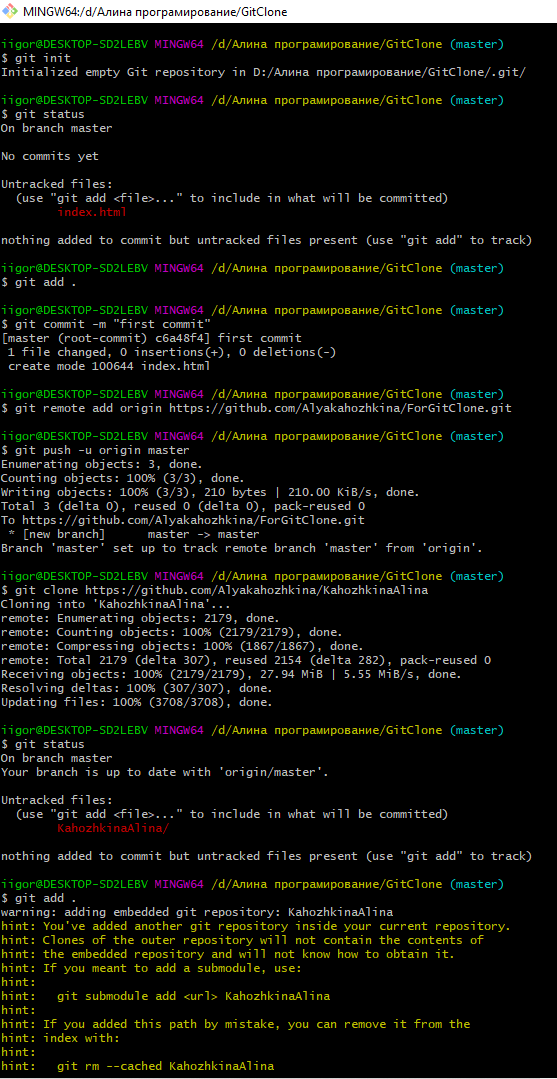 MINGW64:/d/Алина програмирование/GitClone
iigor@DESKTOP-SD2LEBV MINGW64 /d/Алина програмирование/GitClone (master)
$ git init
Initialized empty Git repository in D:/Алина програмирование/GitClone/.git/
iigor@DESKTOP-SD2LEBV MINGW64 /d/Алина програмирование/GitClone (master)
$ git status
On branch master
No commits yet
Untracked files:
  (use "git add <file>..." to include in what will be committed)
        index.html
nothing added to commit but untracked files present (use "git add" to track)
iigor@DESKTOP-SD2LEBV MINGW64 /d/Алина програмирование/GitClone (master)
$ git add .
iigor@DESKTOP-SD2LEBV MINGW64 /d/Алина програмирование/GitClone (master)
$ git commit -m "first commit"
[master (root-commit) c6a48f4] first commit
 1 file changed, 0 insertions(+), 0 deletions(-)
 create mode 100644 index.html
iigor@DESKTOP-SD2LEBV MINGW64 /d/Алина програмирование/GitClone (master)
$ git remote add origin https://github.com/Alyakahozhkina/ForGitClone.git
iigor@DESKTOP-SD2LEBV MINGW64 /d/Алина програмирование/GitClone (master)
$ git push -u origin master
Enumerating objects: 3, done.
Counting objects: 100% (3/3), done.
Writing objects: 100% (3/3), 210 bytes | 210.00 KiB/s, done.
Total 3 (delta 0), reused 0 (delta 0), pack-reused 0
To https://github.com/Alyakahozhkina/ForGitClone.git
 * [new branch]      master -> master
Branch 'master' set up to track remote branch 'master' from 'origin'.
iigor@DESKTOP-SD2LEBV MINGW64 /d/Алина програмирование/GitClone (master)
$ git clone https://github.com/Alyakahozhkina/KahozhkinaAlina
Cloning into 'KahozhkinaAlina'...
remote: Enumerating objects: 2179, done.
remote: Counting objects: 100% (2179/2179), done.
remote: Compressing objects: 100% (1867/1867), done.
remote: Total 2179 (delta 307), reused 2154 (delta 282), pack-reused 0
Receiving objects: 100% (2179/2179), 27.94 MiB | 5.55 MiB/s, done.
Resolving deltas: 100% (307/307), done.
Updating files: 100% (3708/3708), done.
iigor@DESKTOP-SD2LEBV MINGW64 /d/Алина програмирование/GitClone (master)
$ git status
On branch master
Your branch is up to date with 'origin/master'.
Untracked files:
  (use "git add <file>..." to include in what will be committed)
        KahozhkinaAlina/
nothing added to commit but untracked files present (use "git add" to track)
iigor@DESKTOP-SD2LEBV MINGW64 /d/Алина програмирование/GitClone (master)
$ git add .
warning: adding embedded git repository: KahozhkinaAlina
hint: You've added another git repository inside your current repository.
hint: Clones of the outer repository will not contain the contents of
hint: the embedded repository and will not know how to obtain it.
hint: If you meant to add a submodule, use:
hint:
hint:   git submodule add <url> KahozhkinaAlina
hint:
hint: If you added this path by mistake, you can remove it from the
hint: index with:
hint:
hint:   git rm --cached KahozhkinaAlina